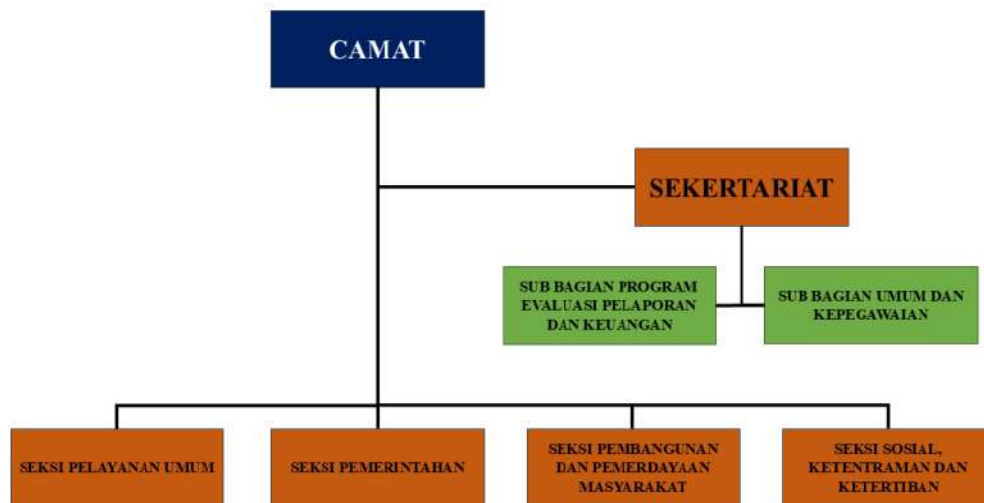 CAMAT
SEKERTARIAT
SUB BAGIAN PROGRAM
EVALUASI PELAPORAN
DAN KEUANGAN
SUB BAGIAN UMUM DAN
KEPEGAWAIAN
SEKSI PELAYANAN UMUM
SEKSI PEMERINTAHAN
SEKSI PEMBANGUNAN
DAN PEMERDAYAAN
MASYARAKAT
SEKSI SOSIAL,
KETENTRAMAN DAN
KETERTIBAN